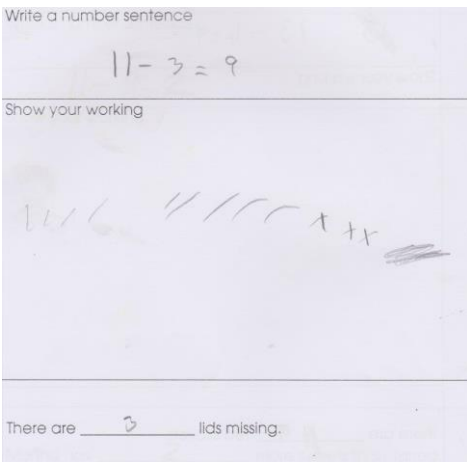 Write a number sentence
11 - 3 = 9
Show your working
There are 3 lids missing.